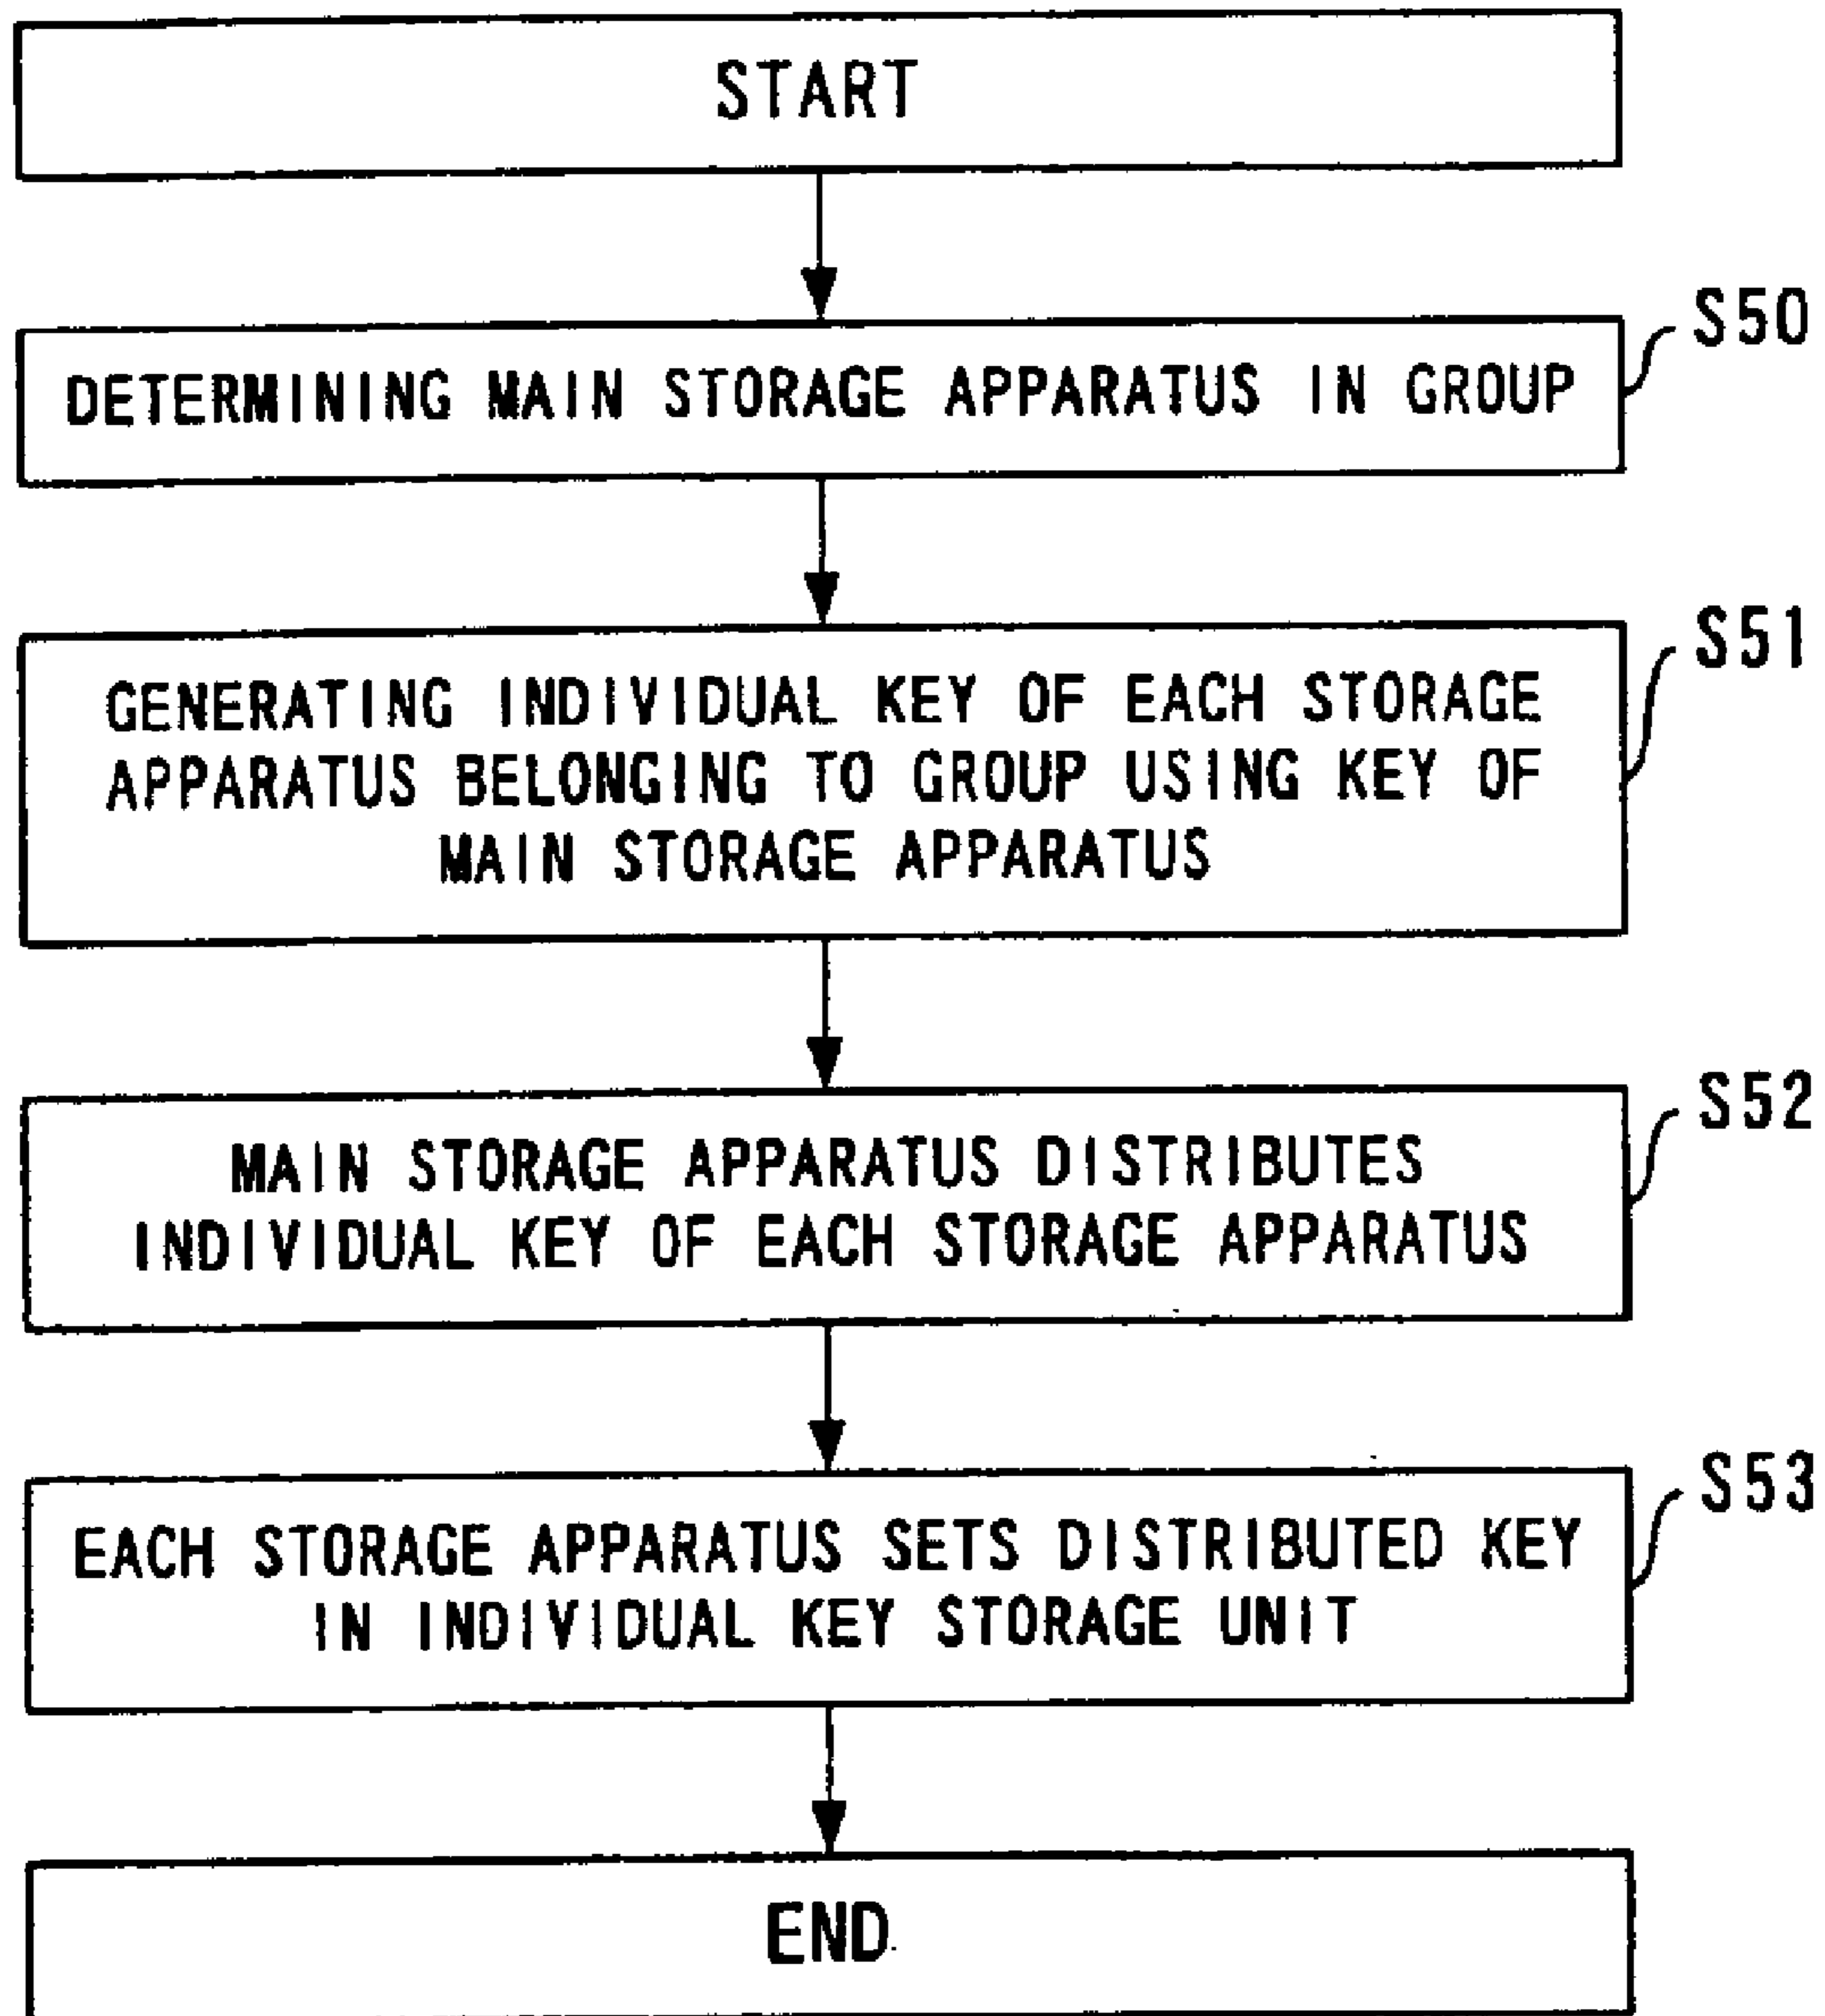 START
S50
DETERMINING MAIN STORAGE APPARATUS IN GROUP
S51
GENERATING INDIVIDUAL KEY OF EACH STORAGE
APPARATUS BELONGING TO GROUP USING KEY OF
MAIN STORAGE APPARATUS
S52
MAIN STORAGE APPARATUS DISTRIBUTES
INDIVIDUAL KEY OF EACH STORAGE APPARATUS
S53
EACH STORAGE APPARATUS SETS DISTRIBUTED KEY
IN INDIVIDUAL KEY STORAGE UNIT
END